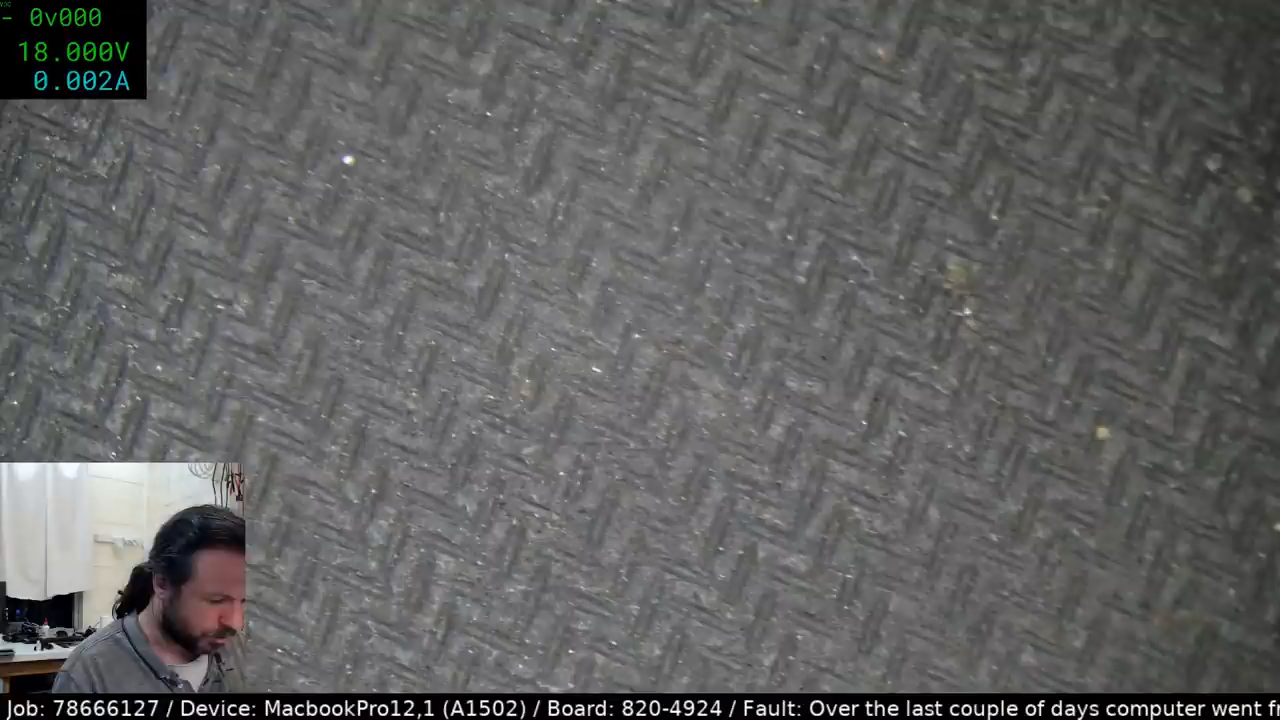 VDC
- 0v000
18.000V
0.002A
Job: 78666127 / Device: MacbookPro12,1 (A1502) / Board: 820-4924 / Fault: Over the last couple of days computer went